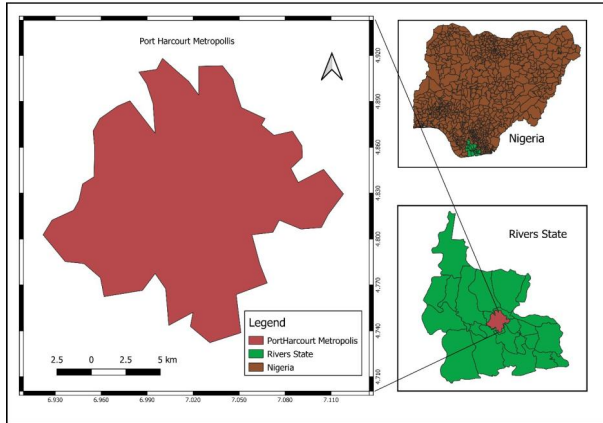 Port Harcourt Metropollis
4.920
4.890
4.860
4.830
4.800
4.770
4.740
4.710
Legend
PortHarcourt Metropolis
Rivers State
Nigeria
2.5 0 2.5 5 km
6.930 6.960 6.990 7.020 7.050 7.080 7.110
Nigeria
Rivers State